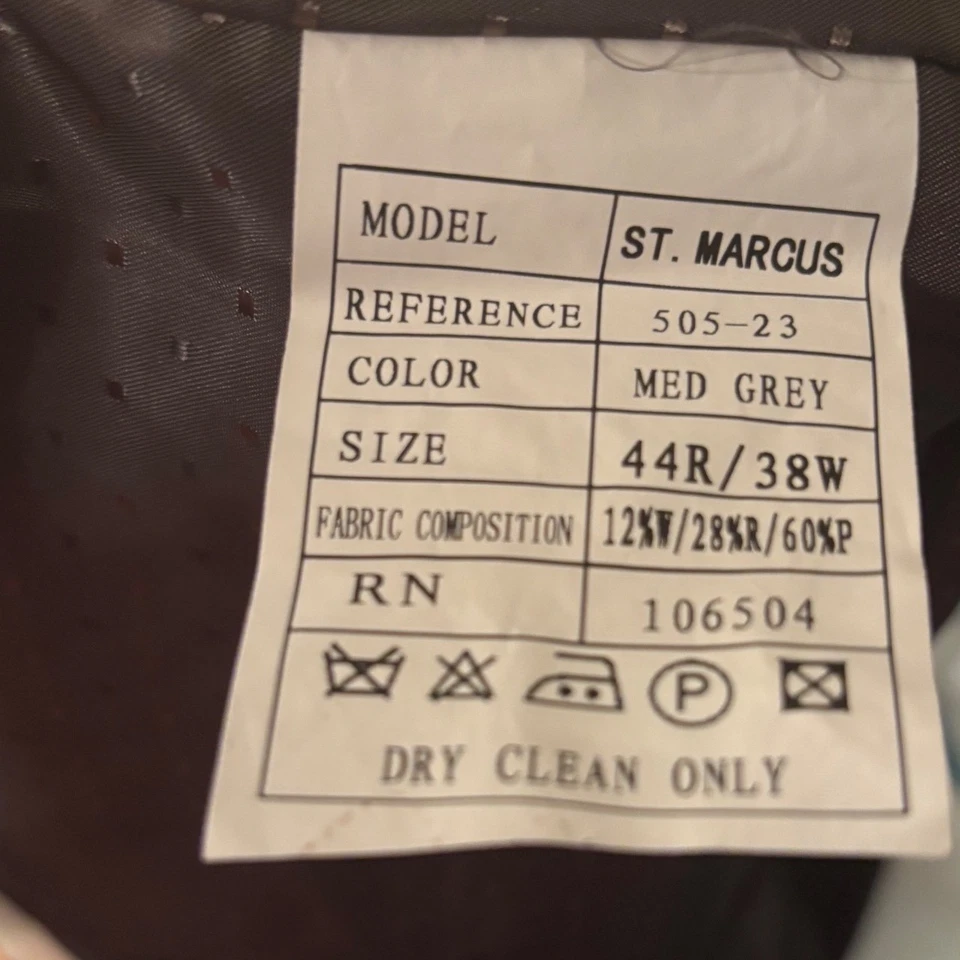 MODEL ST. MARCUS
REFERENCE 505-23
COLOR MED GREY
SIZE 44R/38W
FABRIC COMPOSITION 12%W/28%R/60%P
RN 106504
P
DRY CLEAN ONLY